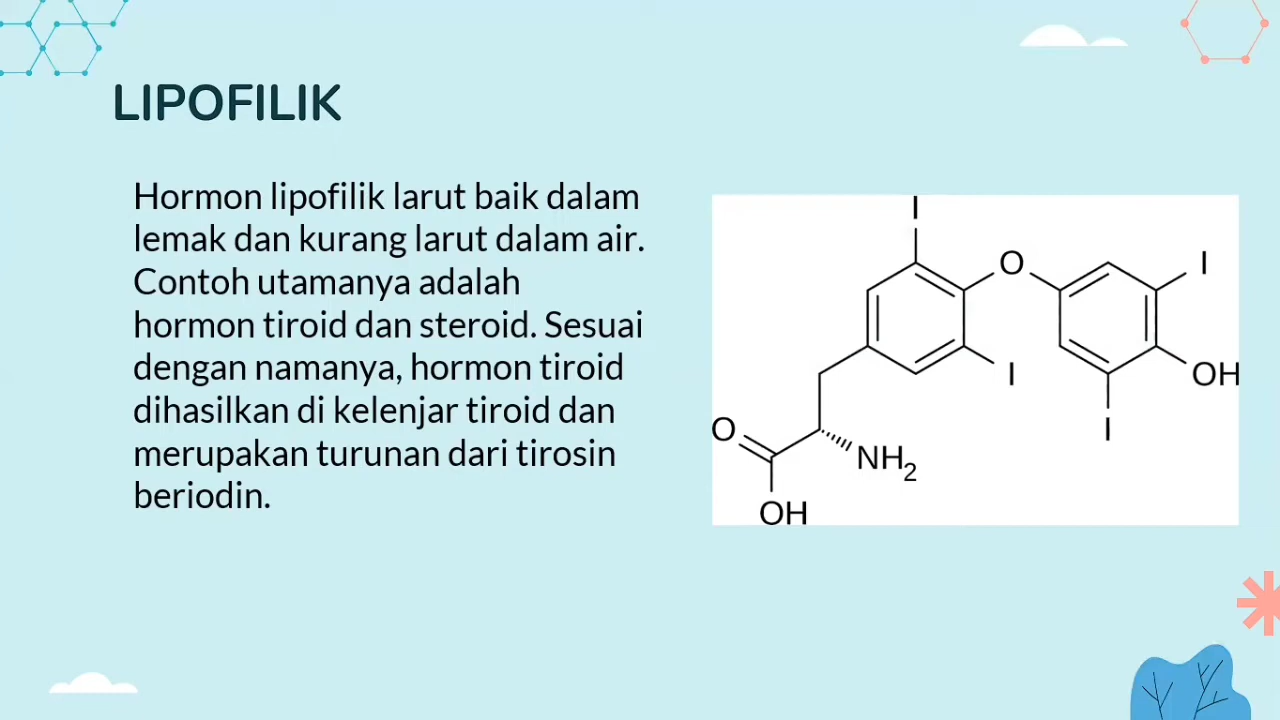 LIPOFILIK
Hormon lipofilik larut baik dalam
lemak dan kurang larut dalam air.
Contoh utamanya adalah
hormon tiroid dan steroid. Sesuai
dengan namanya, hormon tiroid
dihasilkan di kelenjar tiroid dan
merupakan turunan dari tirosin
beriodin.
I
O
I
I
OH
O
I
NH2
OH